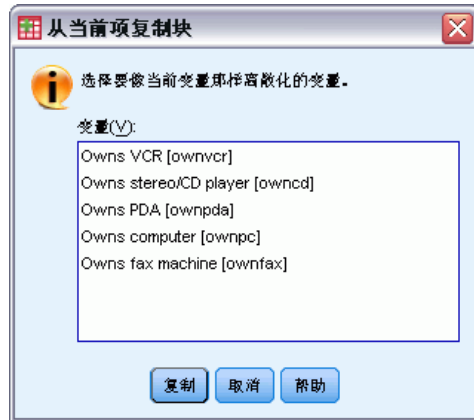 从当前项复制块
选择要像当前变量那样离散化的变量。
变量(V):
Owns VCR [ownvcr]
Owns stereo/CD player [owncd]
Owns PDA [ownpda]
Owns computer [ownpc]
Owns fax machine [ownfax]
复制 取消 帮助